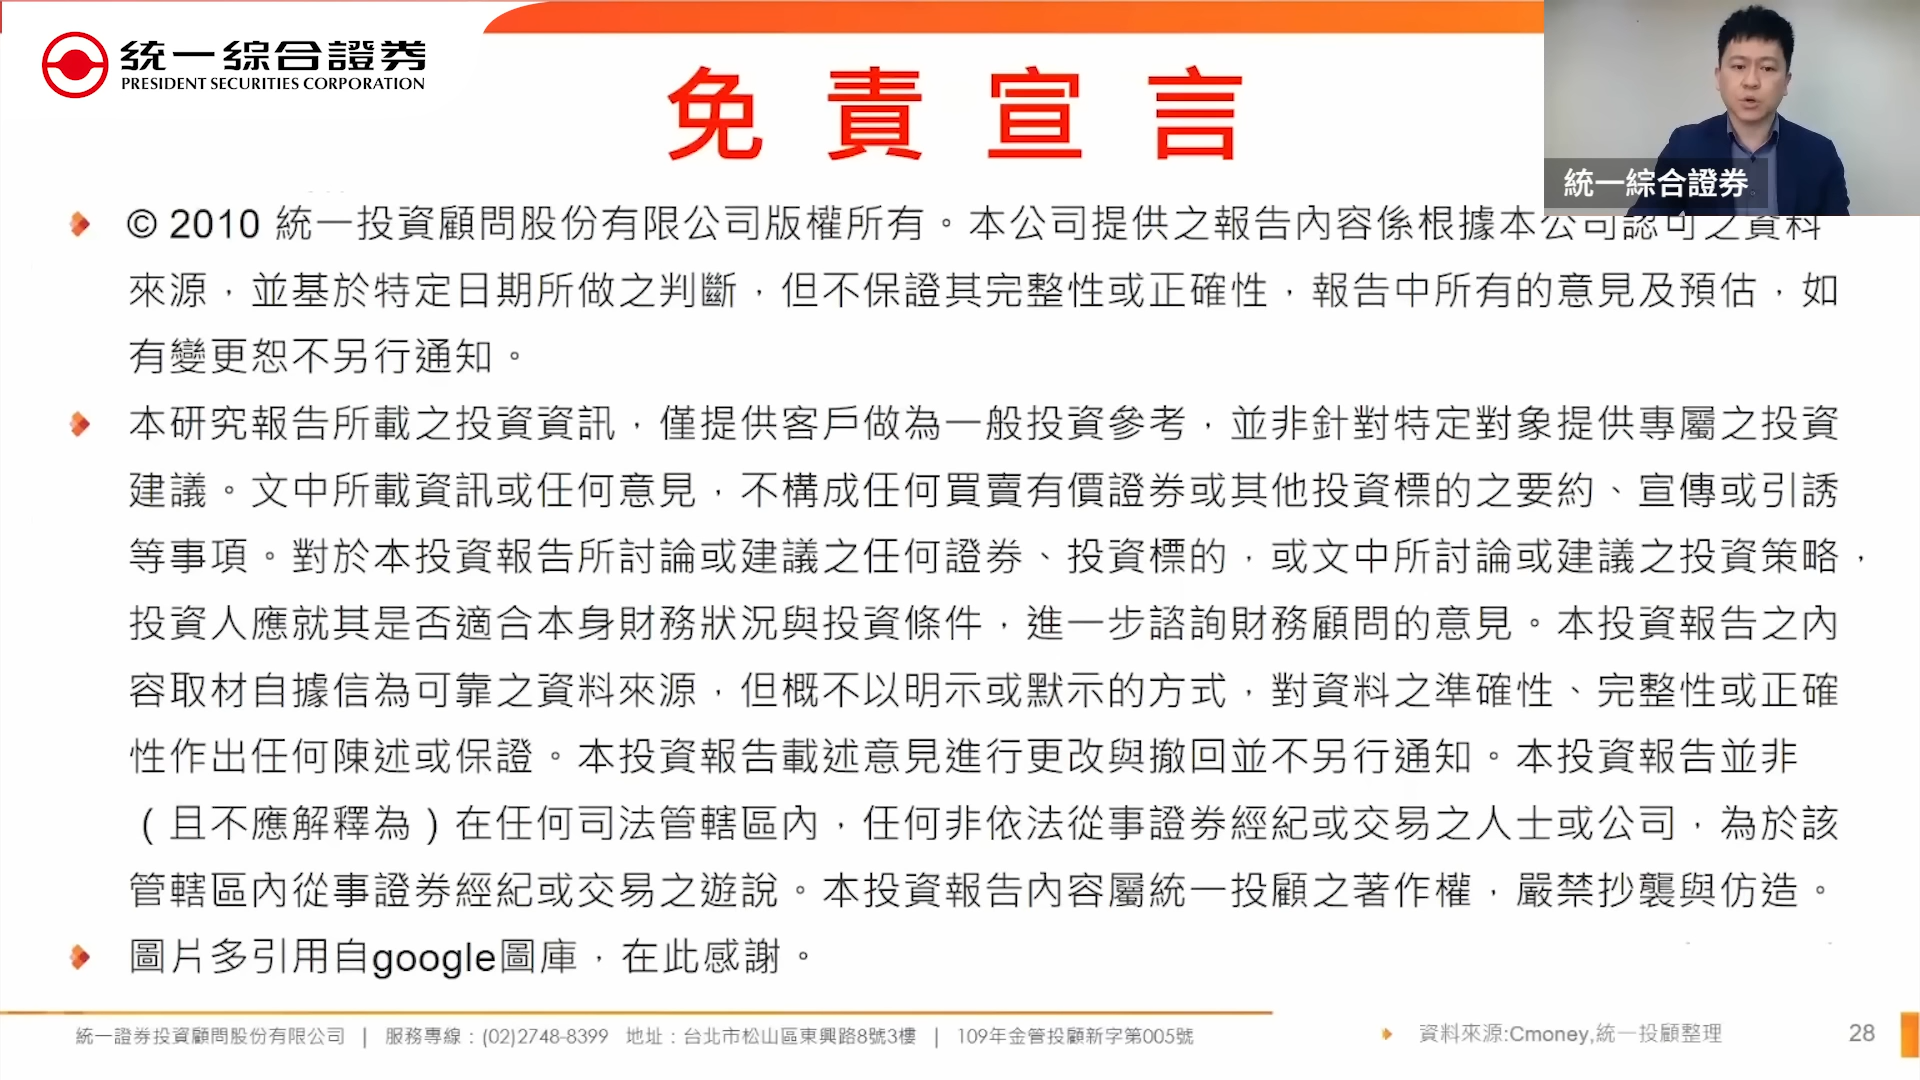 統一綜合證券
PRESIDENT SECURITIES CORPORATION
免責宣言
統一綜合證券
© 2010 統一投資顧問股份有限公司版權所有。本公司提供之報告內容係根據本公司認可之資料
來源，並基於特定日期所做之判斷，但不保證其完整性或正確性，報告中所有的意見及預估，如
有變更恕不另行通知。
本研究報告所載之投資資訊，僅提供客戶做為一般投資參考，並非針對特定對象提供專屬之投資
建議。文中所載資訊或任何意見，不構成任何買賣有價證券或其他投資標的之要約、宣傳或引誘
等事項。對於本投資報告所討論或建議之任何證券、投資標的，或文中所討論或建議之投資策略，
投資人應就其是否適合本身財務狀況與投資條件，進一步諮詢財務顧問的意見。本投資報告之內
容取材自據信為可靠之資料來源，但概不以明示或默示的方式，對資料之準確性、完整性或正確
性作出任何陳述或保證。本投資報告載述意見進行更改與撤回並不另行通知。本投資報告並非
（且不應解釋為）在任何司法管轄區內，任何非依法從事證券經紀或交易之人士或公司，為於該
管轄區內從事證券經紀或交易之遊說。本投資報告內容屬統一投顧之著作權，嚴禁抄襲與仿造。
圖片多引用自google圖庫，在此感謝。
統一證券投資顧問股份有限公司 | 服務專線：(02)2748-8399 地址：台北市松山區東興路8號3樓 | 109年金管投顧新字第005號
資料來源:Cmoney,統一投顧整理
28